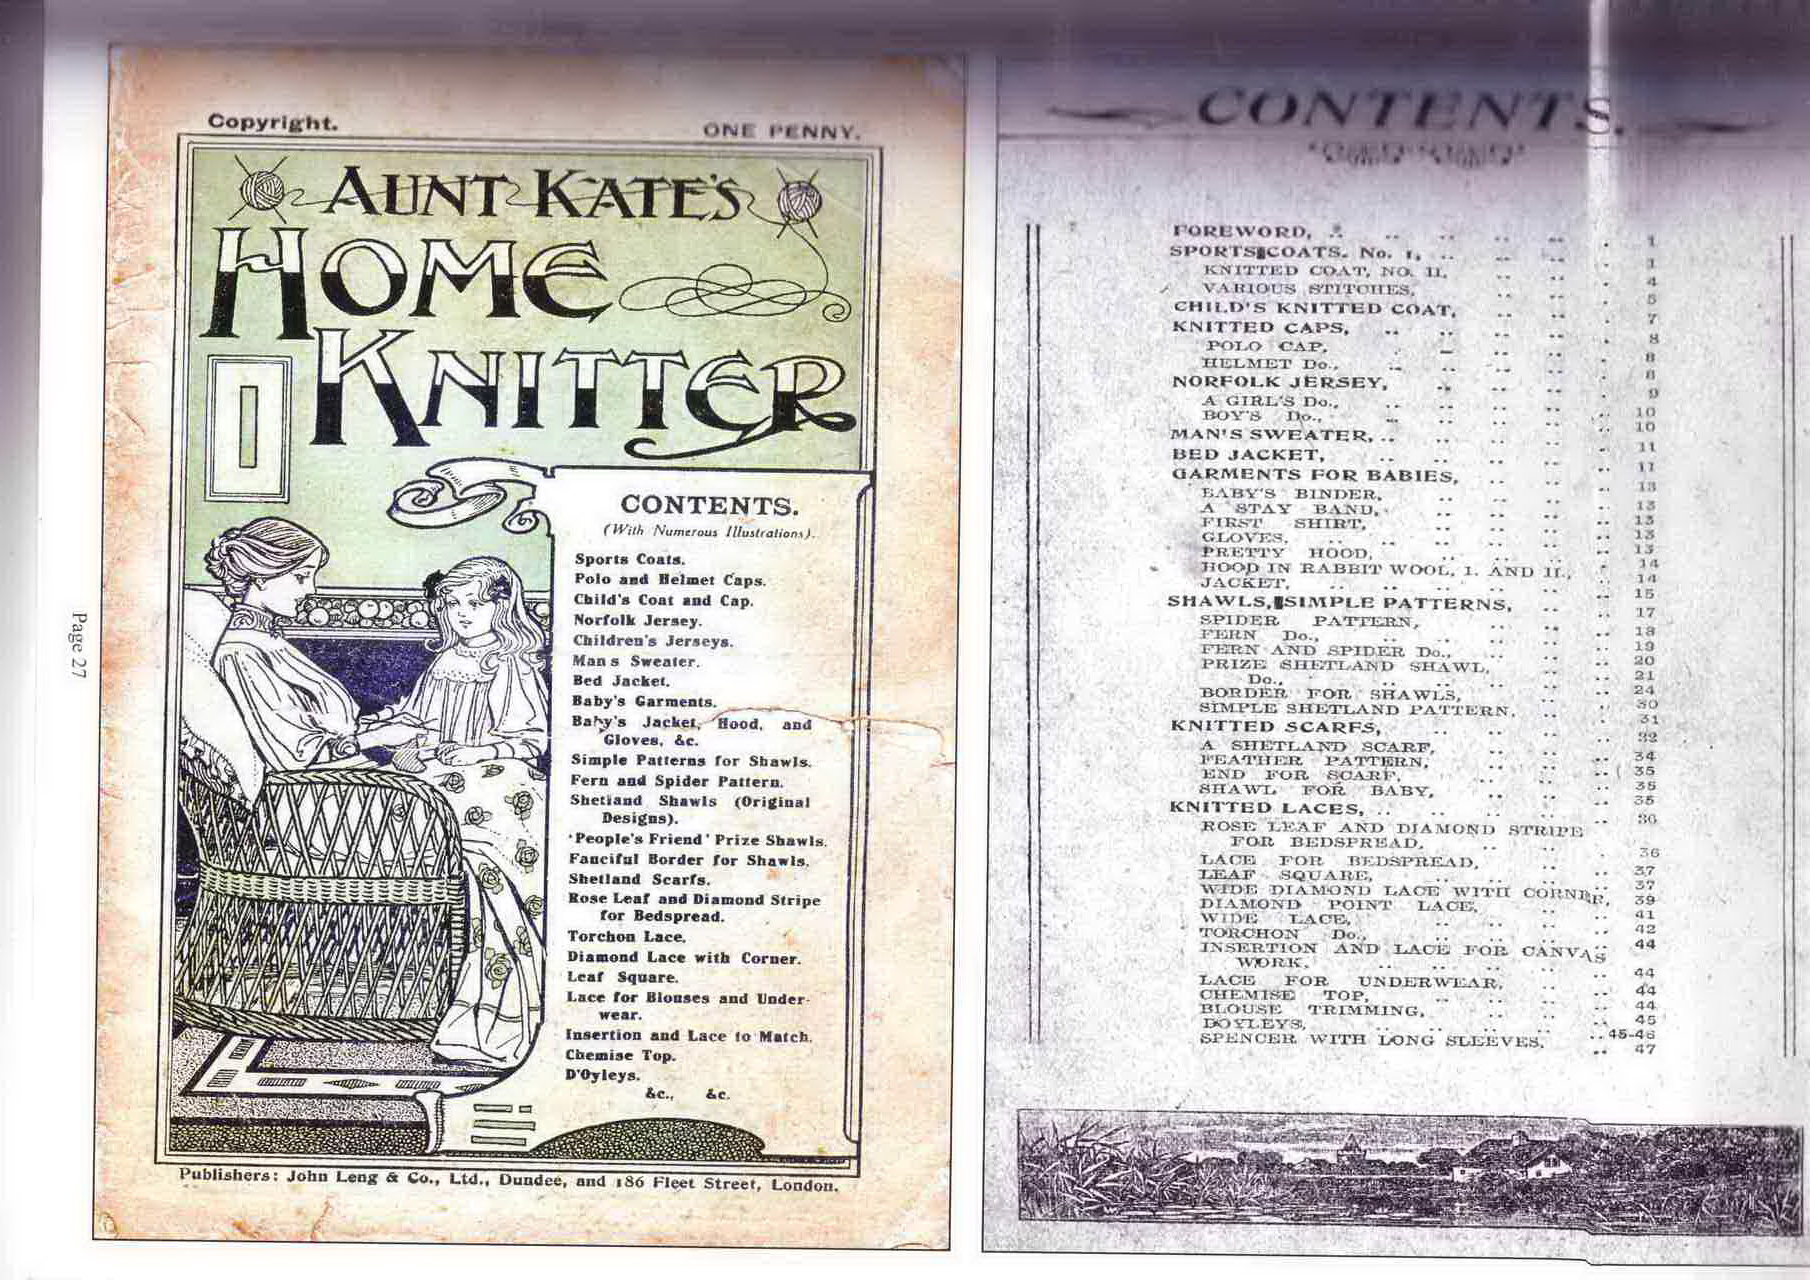 Page 27
Copyright. ONE PENNY.
AUNT KATE'S
HOME
KNITTER
CONTENTS.
(With Numerous Illustrations).
Sports Coats.
Polo and Helmet Caps.
Child's Coat and Cap.
Norfolk Jersey.
Children's Jerseys.
Man s Sweater.
Bed Jacket.
Baby's Garments.
Baby's Jacket, Hood, and
Gloves, &c.
Simple Patterns for Shawls.
Fern and Spider Pattern.
Shetland Shawls (Original
Designs).
'People's Friend' Prize Shawls.
Fanciful Border for Shawls.
Shetland Scarfs.
Rose Leaf and Diamond Stripe
for Bedspread.
Torchon Lace.
Diamond Lace with Corner.
Leaf Square.
Lace for Blouses and Under-
wear.
Insertion and Lace to Match.
Chemise Top.
D'Oyleys.
&c., &c.
Publishers: John Leng & Co., Ltd., Dundee, and 186 Fleet Street, London.
CONTENTS.
FOREWORD, 1
SPORTS COATS. No. I, 1
KNITTED COAT, NO. II, 4
VARIOUS STITCHES, 5
CHILD'S KNITTED COAT, 7
KNITTED CAPS, 8
POLO CAP, 8
HELMET Do., 8
NORFOLK JERSEY, 9
A GIRL'S Do., 10
BOY'S Do., 10
MAN'S SWEATER, 11
BED JACKET, 11
GARMENTS FOR BABIES, 13
BABY'S BINDER, 13
A STAY BAND, 13
FIRST SHIRT, 13
GLOVES, 13
PRETTY HOOD, 14
HOOD IN RABBIT WOOL, I. AND II., 14
JACKET, 15
SHAWLS, SIMPLE PATTERNS, 17
SPIDER PATTERN, 18
FERN Do., 19
FERN AND SPIDER Do., 20
PRIZE SHETLAND SHAWL, 21
Do., 24
BORDER FOR SHAWLS, 30
SIMPLE SHETLAND PATTERN, 31
KNITTED SCARFS, 32
A SHETLAND SCARF, 34
FEATHER PATTERN, 35
END FOR SCARF, 35
SHAWL FOR BABY, 35
KNITTED LACES, 36
ROSE LEAF AND DIAMOND STRIPE
FOR BEDSPREAD, 36
LACE FOR BEDSPREAD, 37
LEAF SQUARE, 37
WIDE DIAMOND LACE WITH CORNER, 39
DIAMOND POINT LACE, 41
WIDE LACE, 42
TORCHON Do., 44
INSERTION AND LACE FOR CANVAS
WORK, 44
LACE FOR UNDERWEAR, 44
CHEMISE TOP, 44
BLOUSE TRIMMING, 45
DOYLEYS, 45-46
SPENCER WITH LONG SLEEVES, 47